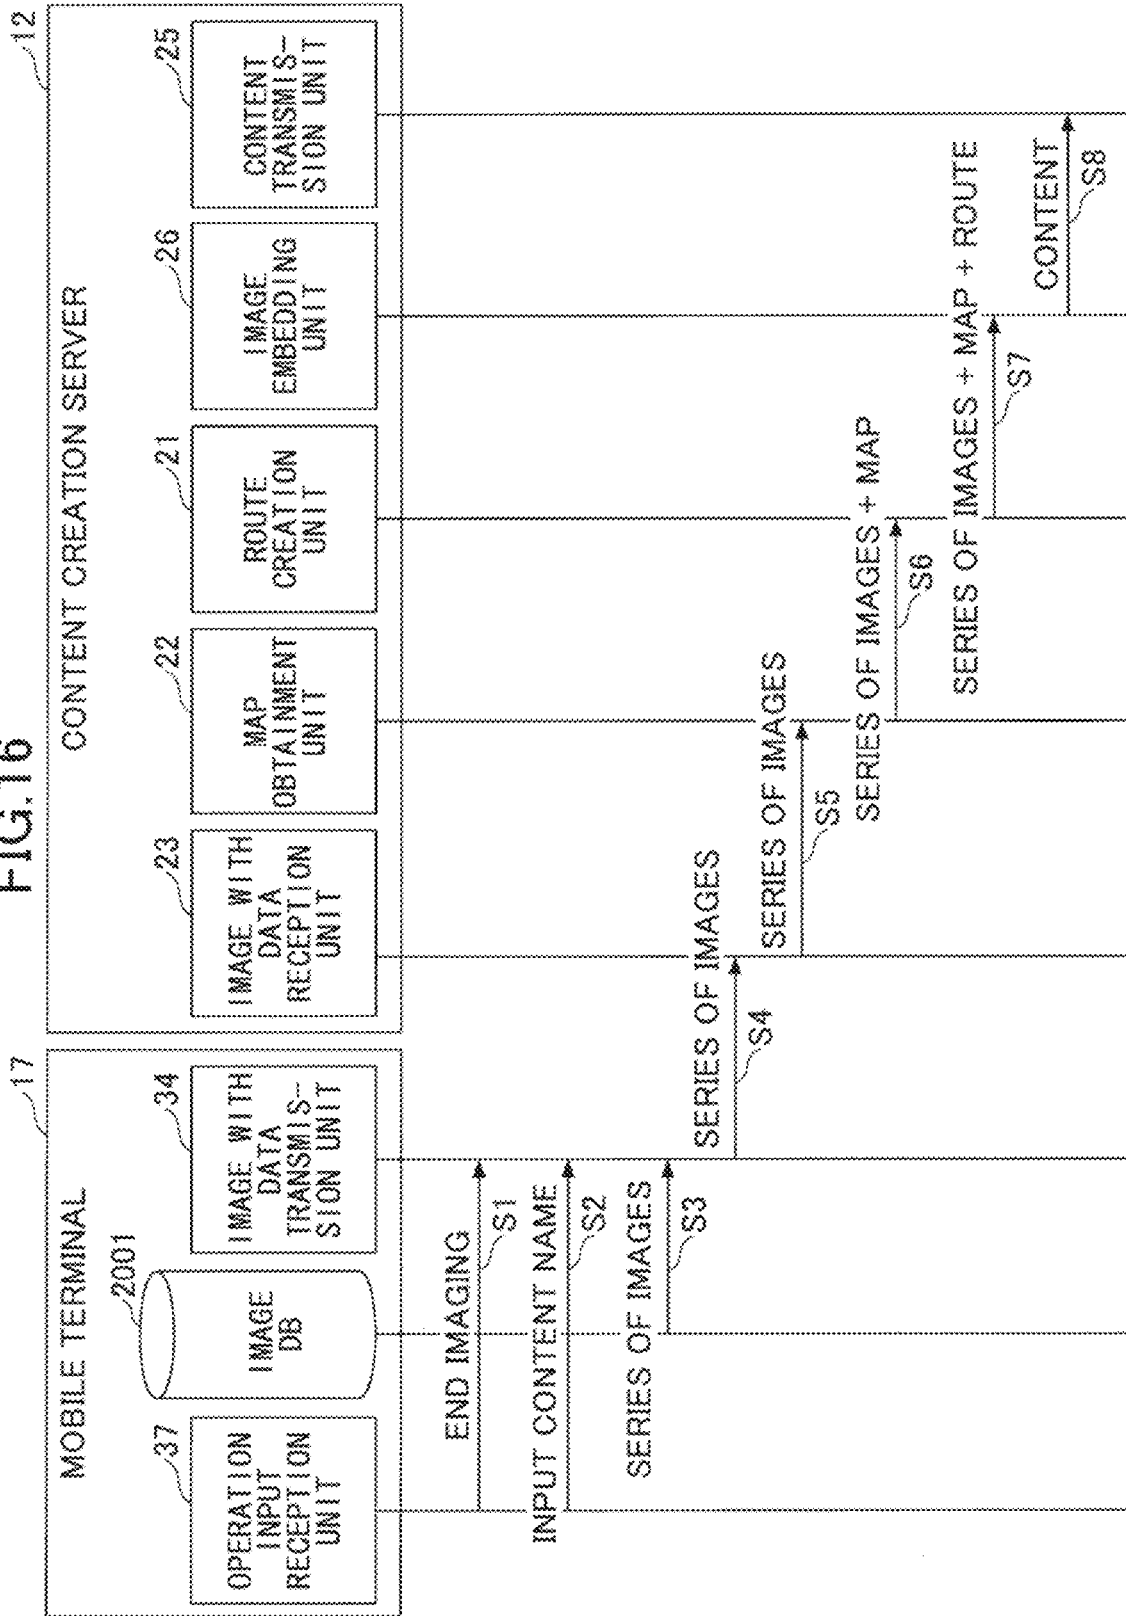 FIG.16
MOBILE TERMINAL
17
OPERATION
INPUT
RECEPTION
UNIT
37
IMAGE
DB
2001
IMAGE WITH
DATA
TRANSMIS-
SION UNIT
34
CONTENT CREATION SERVER
12
IMAGE WITH
DATA
RECEPTION
UNIT
23
MAP
OBTAINMENT
UNIT
22
ROUTE
CREATION
UNIT
21
IMAGE
EMBEDDING
UNIT
26
CONTENT
TRANSMIS-
SION UNIT
25
END IMAGING
S1
INPUT CONTENT NAME
S2
SERIES OF IMAGES
S3
SERIES OF IMAGES
S4
SERIES OF IMAGES
S5
SERIES OF IMAGES + MAP
S6
SERIES OF IMAGES + MAP + ROUTE
S7
CONTENT
S8